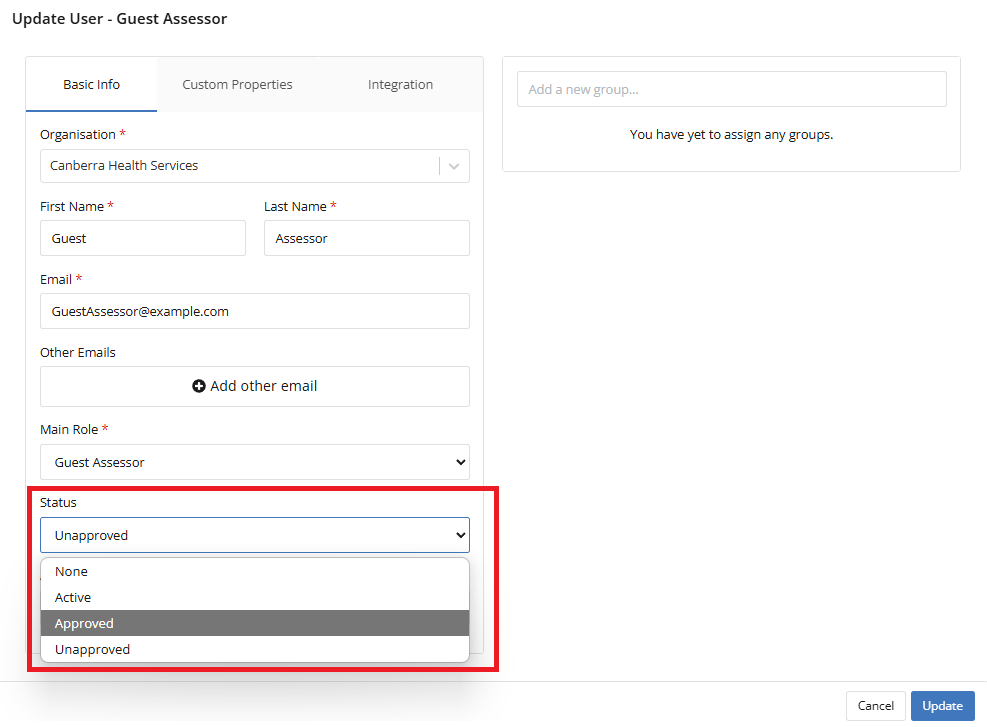 Update User - Guest Assessor
Basic Info
Custom Properties
Integration
Organisation *
Canberra Health Services
First Name *
Last Name *
Guest
Assessor
Email *
GuestAssessor@example.com
Other Emails
Add other email
Main Role *
Guest Assessor
Status
Unapproved
None
Active
Approved
Unapproved
Add a new group...
You have yet to assign any groups.
Cancel
Update